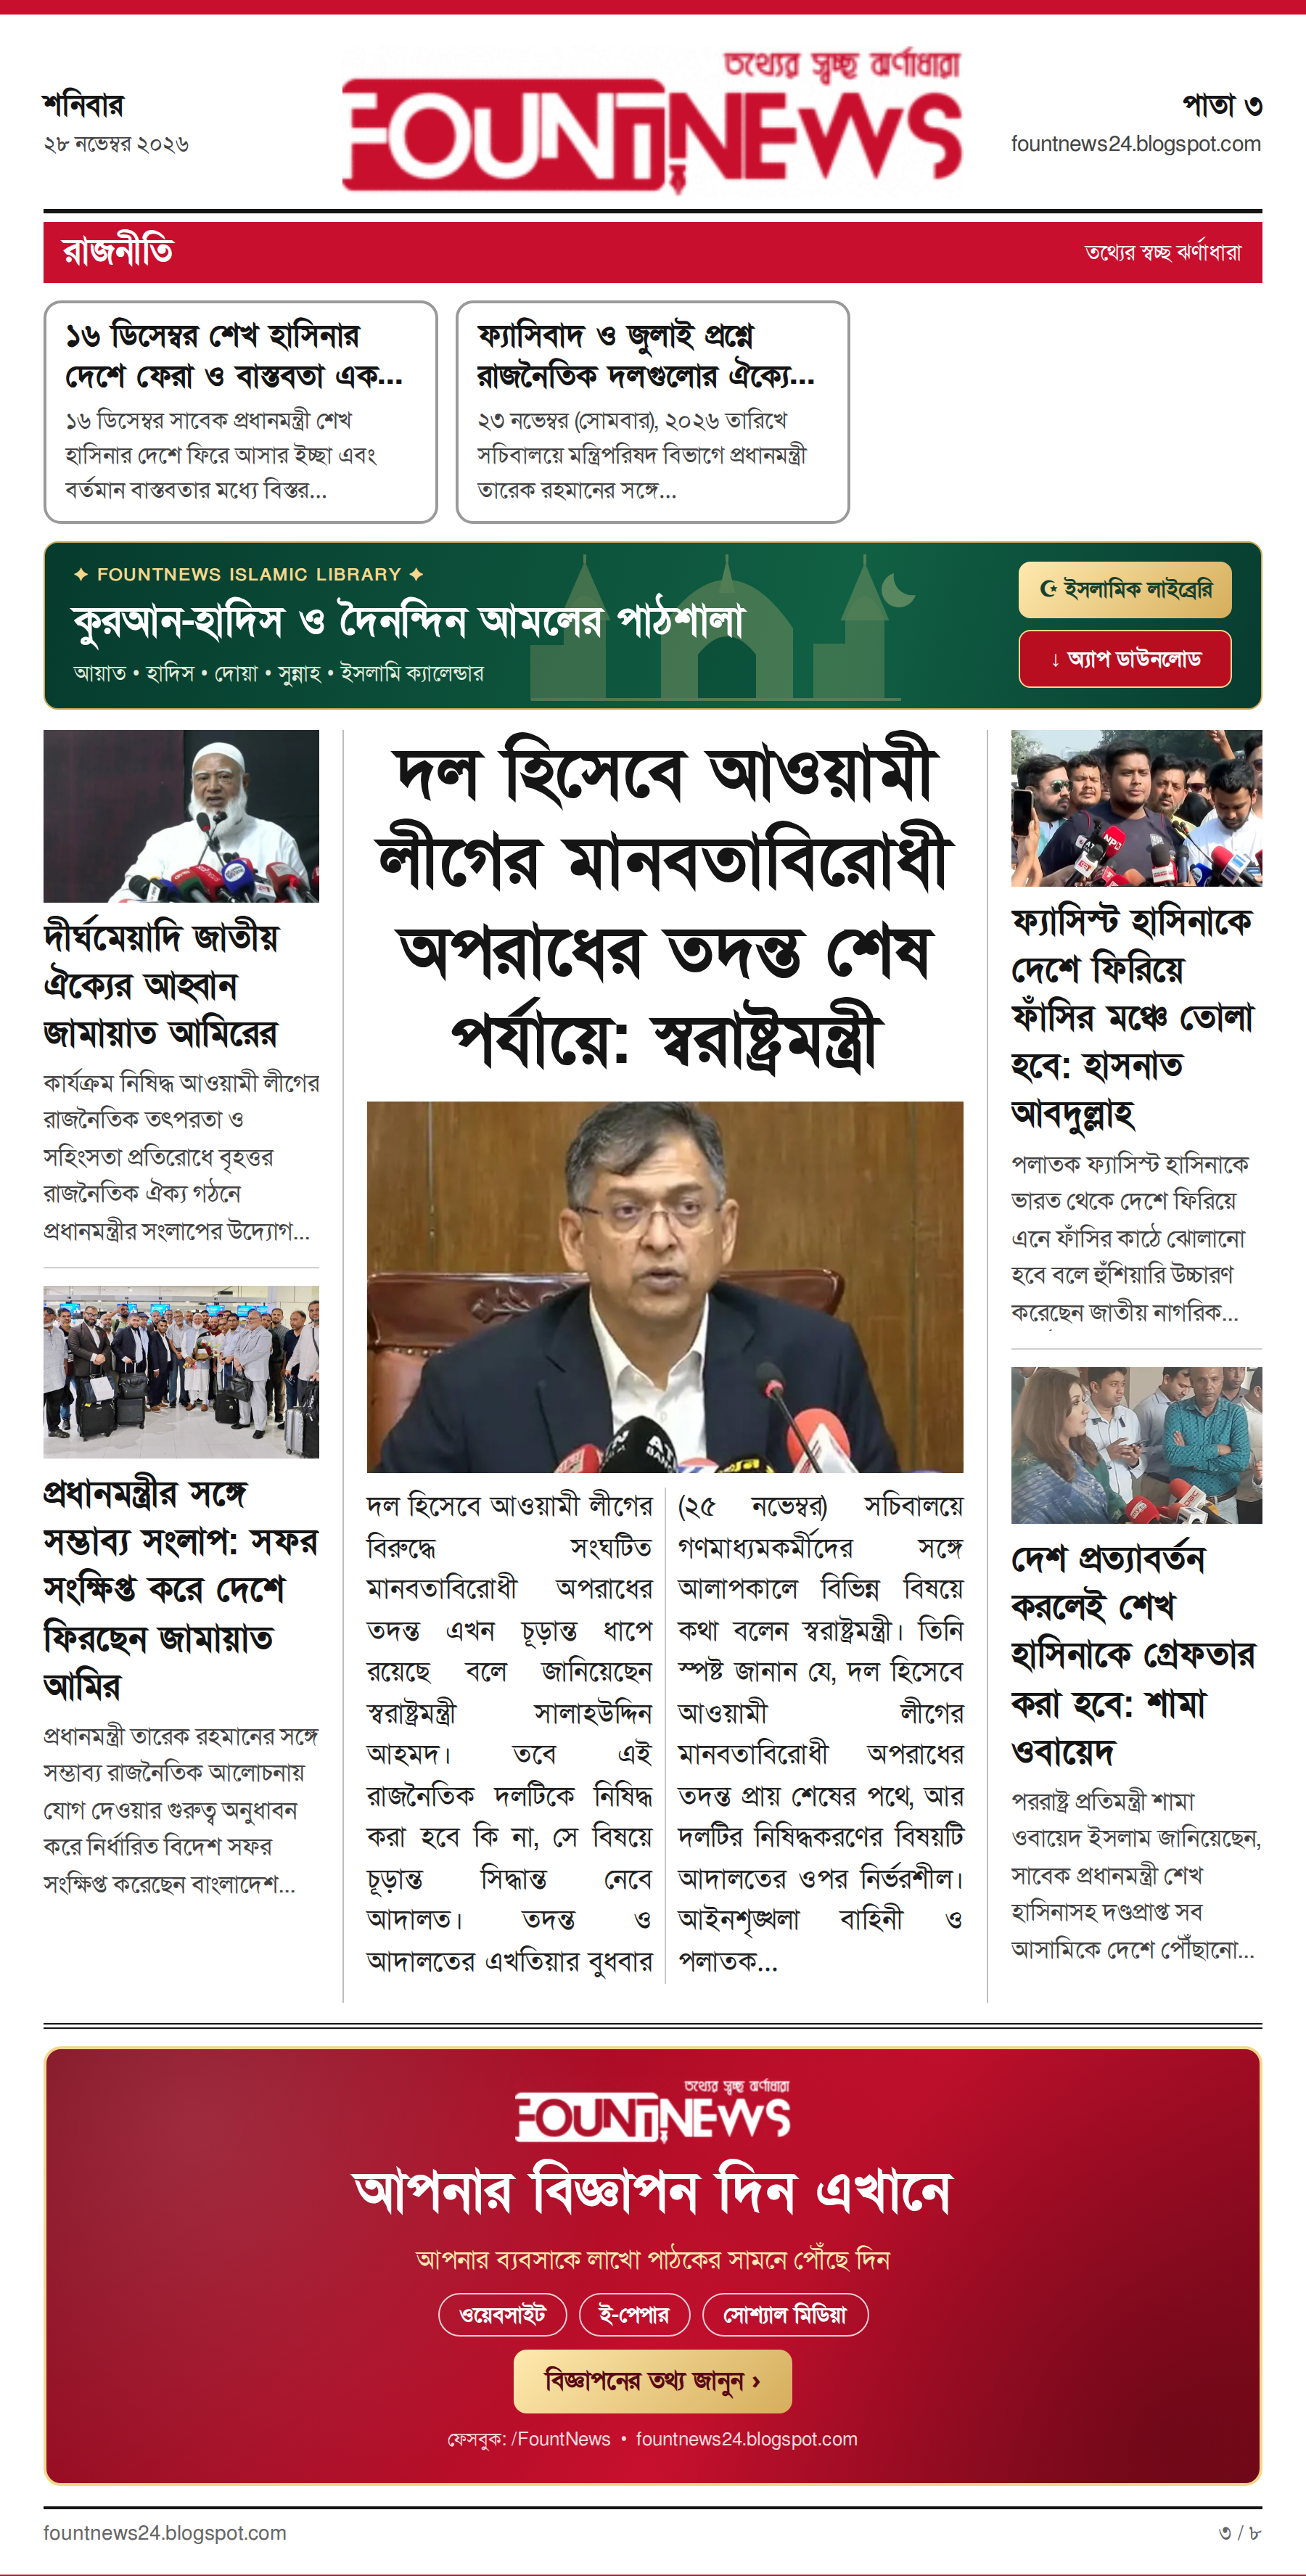 শনিবার
২৮ নভেম্বর ২০২৬
তথ্যের স্বচ্ছ ঝর্ণাধারা
FOUNTNEWS
পাতা ৩
fountnews24.blogspot.com
রাজনীতি
তথ্যের স্বচ্ছ ঝর্ণাধারা
১৬ ডিসেম্বর শেখ হাসিনার
দেশে ফেরা ও বাস্তবতা এক...
১৬ ডিসেম্বর সাবেক প্রধানমন্ত্রী শেখ
হাসিনার দেশে ফিরে আসার ইচ্ছা এবং
বর্তমান বাস্তবতার মধ্যে বিস্তর...
ফ্যাসিবাদ ও জুলাই প্রশ্নে
রাজনৈতিক দলগুলোর ঐক্যে...
২৩ নভেম্বর (সোমবার), ২০২৬ তারিখে
সচিবালয়ে মন্ত্রিপরিষদ বিভাগে প্রধানমন্ত্রী
তারেক রহমানের সঙ্গে...
✦ FOUNTNEWS ISLAMIC LIBRARY ✦
কুরআন-হাদিস ও দৈনন্দিন আমলের পাঠশালা
আয়াত • হাদিস • দোয়া • সুন্নাহ • ইসলামি ক্যালেন্ডার
☪ ইসলামিক লাইব্রেরি
↓ অ্যাপ ডাউনলোড
দীর্ঘমেয়াদি জাতীয়
ঐক্যের আহ্বান
জামায়াত আমিরের
কার্যক্রম নিষিদ্ধ আওয়ামী লীগের
রাজনৈতিক তৎপরতা ও
সহিংসতা প্রতিরোধে বৃহত্তর
রাজনৈতিক ঐক্য গঠনে
প্রধানমন্ত্রীর সংলাপের উদ্যোগ...
প্রধানমন্ত্রীর সঙ্গে
সম্ভাব্য সংলাপ: সফর
সংক্ষিপ্ত করে দেশে
ফিরছেন জামায়াত
আমির
প্রধানমন্ত্রী তারেক রহমানের সঙ্গে
সম্ভাব্য রাজনৈতিক আলোচনায়
যোগ দেওয়ার গুরুত্ব অনুধাবন
করে নির্ধারিত বিদেশ সফর
সংক্ষিপ্ত করেছেন বাংলাদেশ...
দল হিসেবে আওয়ামী
লীগের মানবতাবিরোধী
অপরাধের তদন্ত শেষ
পর্যায়ে: স্বরাষ্ট্রমন্ত্রী
দল হিসেবে আওয়ামী লীগের
বিরুদ্ধে সংঘটিত
মানবতাবিরোধী অপরাধের
তদন্ত এখন চূড়ান্ত ধাপে
রয়েছে বলে জানিয়েছেন
স্বরাষ্ট্রমন্ত্রী সালাহউদ্দিন
আহমদ। তবে এই
রাজনৈতিক দলটিকে নিষিদ্ধ
করা হবে কি না, সে বিষয়ে
চূড়ান্ত সিদ্ধান্ত নেবে
আদালত। তদন্ত ও
আদালতের এখতিয়ার বুধবার
(২৫ নভেম্বর) সচিবালয়ে
গণমাধ্যমকর্মীদের সঙ্গে
আলাপকালে বিভিন্ন বিষয়ে
কথা বলেন স্বরাষ্ট্রমন্ত্রী। তিনি
স্পষ্ট জানান যে, দল হিসেবে
আওয়ামী লীগের
মানবতাবিরোধী অপরাধের
তদন্ত প্রায় শেষের পথে, আর
দলটির নিষিদ্ধকরণের বিষয়টি
আদালতের ওপর নির্ভরশীল।
আইনশৃঙ্খলা বাহিনী ও
পলাতক...
ফ্যাসিস্ট হাসিনাকে
দেশে ফিরিয়ে
ফাঁসির মঞ্চে তোলা
হবে: হাসনাত
আবদুল্লাহ
পলাতক ফ্যাসিস্ট হাসিনাকে
ভারত থেকে দেশে ফিরিয়ে
এনে ফাঁসির কাঠে ঝোলানো
হবে বলে হুঁশিয়ারি উচ্চারণ
করেছেন জাতীয় নাগরিক...
দেশ প্রত্যাবর্তন
করলেই শেখ
হাসিনাকে গ্রেফতার
করা হবে: শামা
ওবায়েদ
পররাষ্ট্র প্রতিমন্ত্রী শামা
ওবায়েদ ইসলাম জানিয়েছেন,
সাবেক প্রধানমন্ত্রী শেখ
হাসিনাসহ দণ্ডপ্রাপ্ত সব
আসামিকে দেশে পৌঁছানো...
তথ্যের স্বচ্ছ ঝর্ণাধারা
FOUNTNEWS
আপনার বিজ্ঞাপন দিন এখানে
আপনার ব্যবসাকে লাখো পাঠকের সামনে পৌঁছে দিন
ওয়েবসাইট
ই-পেপার
সোশ্যাল মিডিয়া
বিজ্ঞাপনের তথ্য জানুন ›
ফেসবুক: /FountNews • fountnews24.blogspot.com
fountnews24.blogspot.com
৩ / ৮